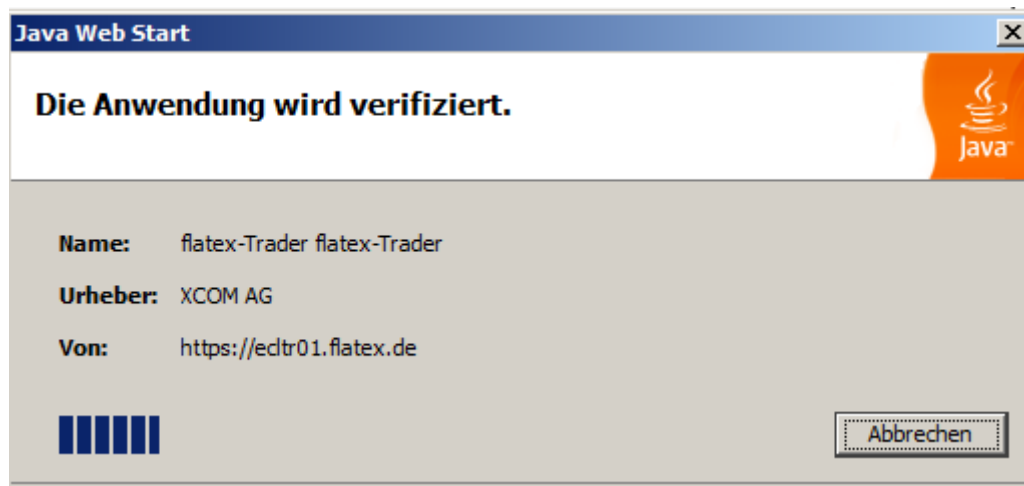 Java Web Start
Die Anwendung wird verifiziert.
Java
Name: flatex-Trader flatex-Trader
Urheber: XCOM AG
Von: https://ecltr01.flatex.de
Abbrechen